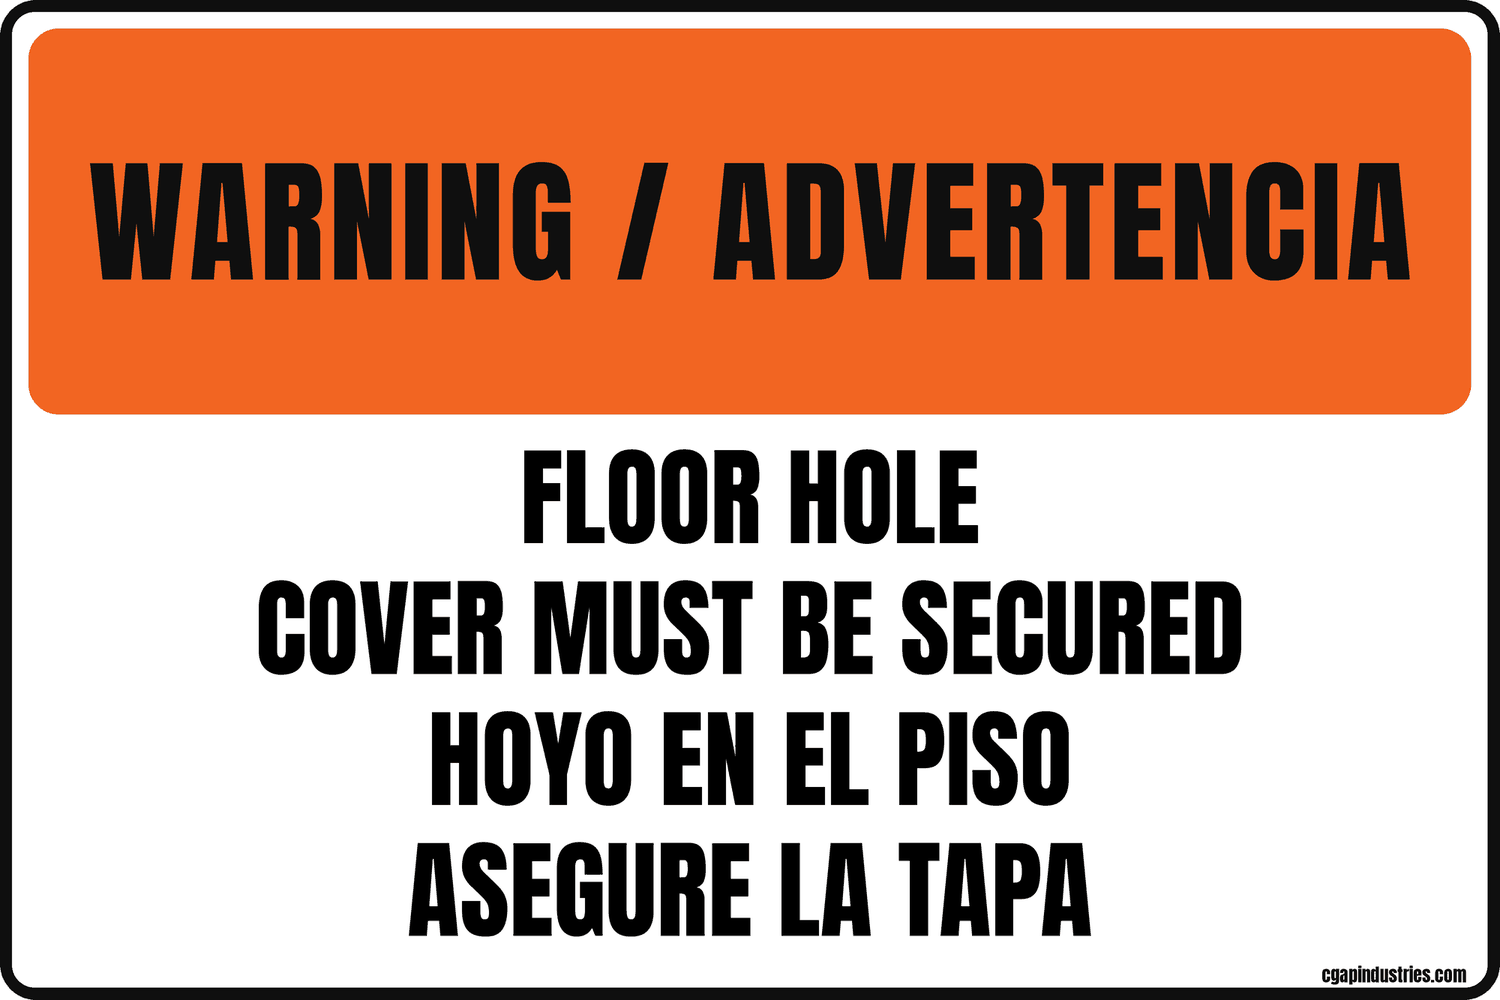 WARNING / ADVERTENCIA
FLOOR HOLE
COVER MUST BE SECURED
HOYO EN EL PISO
ASEGURE LA TAPA
cgapindustries.com